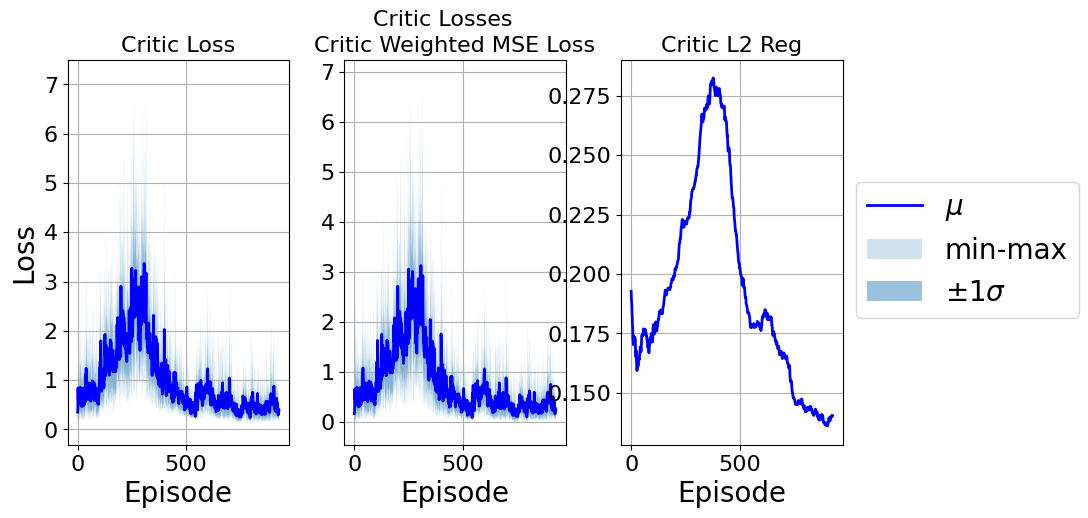 Critic Losses
Critic Loss
Critic Weighted MSE Loss
Critic L2 Reg
Loss
7
6
5
4
3
2
1
0
0
500
Episode
7
6
5
4
3
2
1
0
0
500
Episode
0.275
0.250
0.225
0.200
0.175
0.150
0
500
Episode
μ
min-max
±1σ